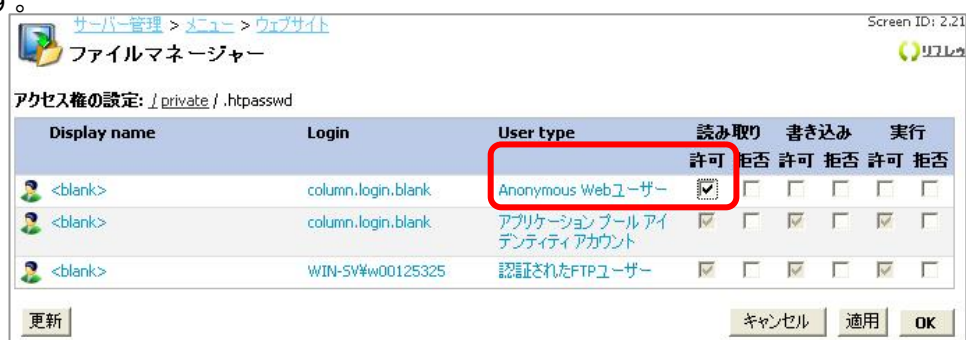 す。
サーバー管理 > メニュー > ウェブサイト
Screen ID: 2.21
ファイルマネージャー
リフレッ
アクセス権の設定: / private / .htpasswd
Display name Login User type 読み取り 書き込み 実行
許可 拒否 許可 拒否 許可 拒否
<blank> column.login.blank Anonymous Webユーザー
<blank> column.login.blank アプリケーション プール アイ
デンティティ アカウント
<blank> WIN-SV¥w00125325 認証されたFTPユーザー
更新 キャンセル 適用 OK